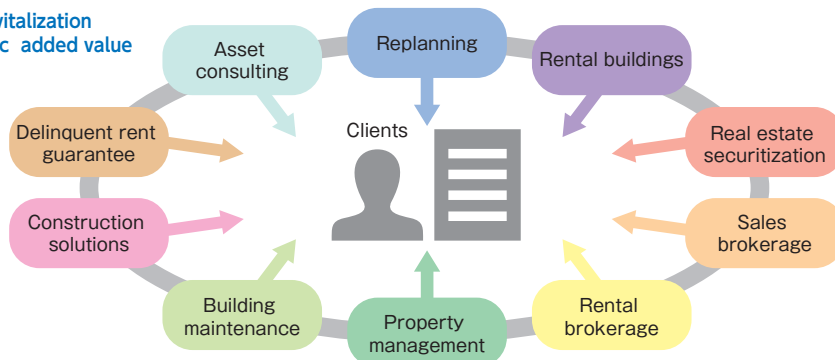 vitalization
c added value
Asset
consulting
Replanning
Rental buildings
Delinquent rent
guarantee
Clients
Real estate
securitization
Construction
solutions
Sales
brokerage
Building
maintenance
Property
management
Rental
brokerage